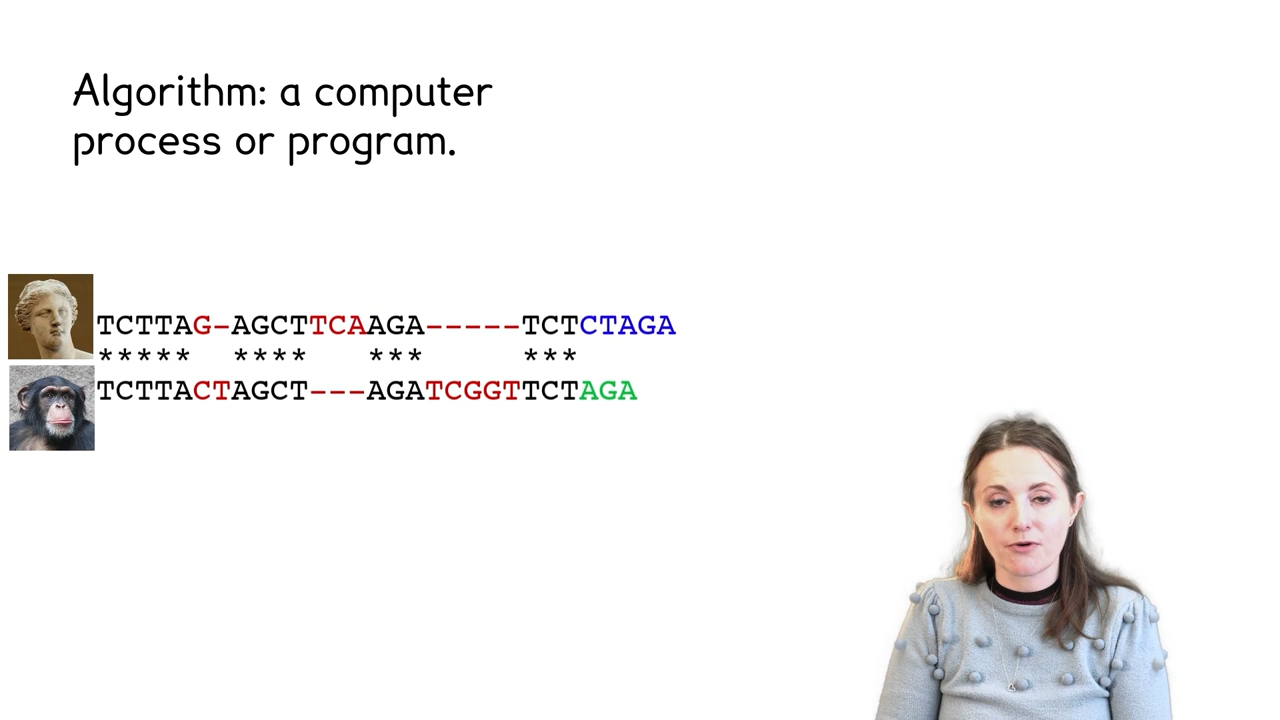 Algorithm: a computer
process or program.
TCTTAG-AGCTTCAAGA-----TCTCTAGA
***** **** *** ***
TCTTACTAGCT---AGATCGGTTCTAGA